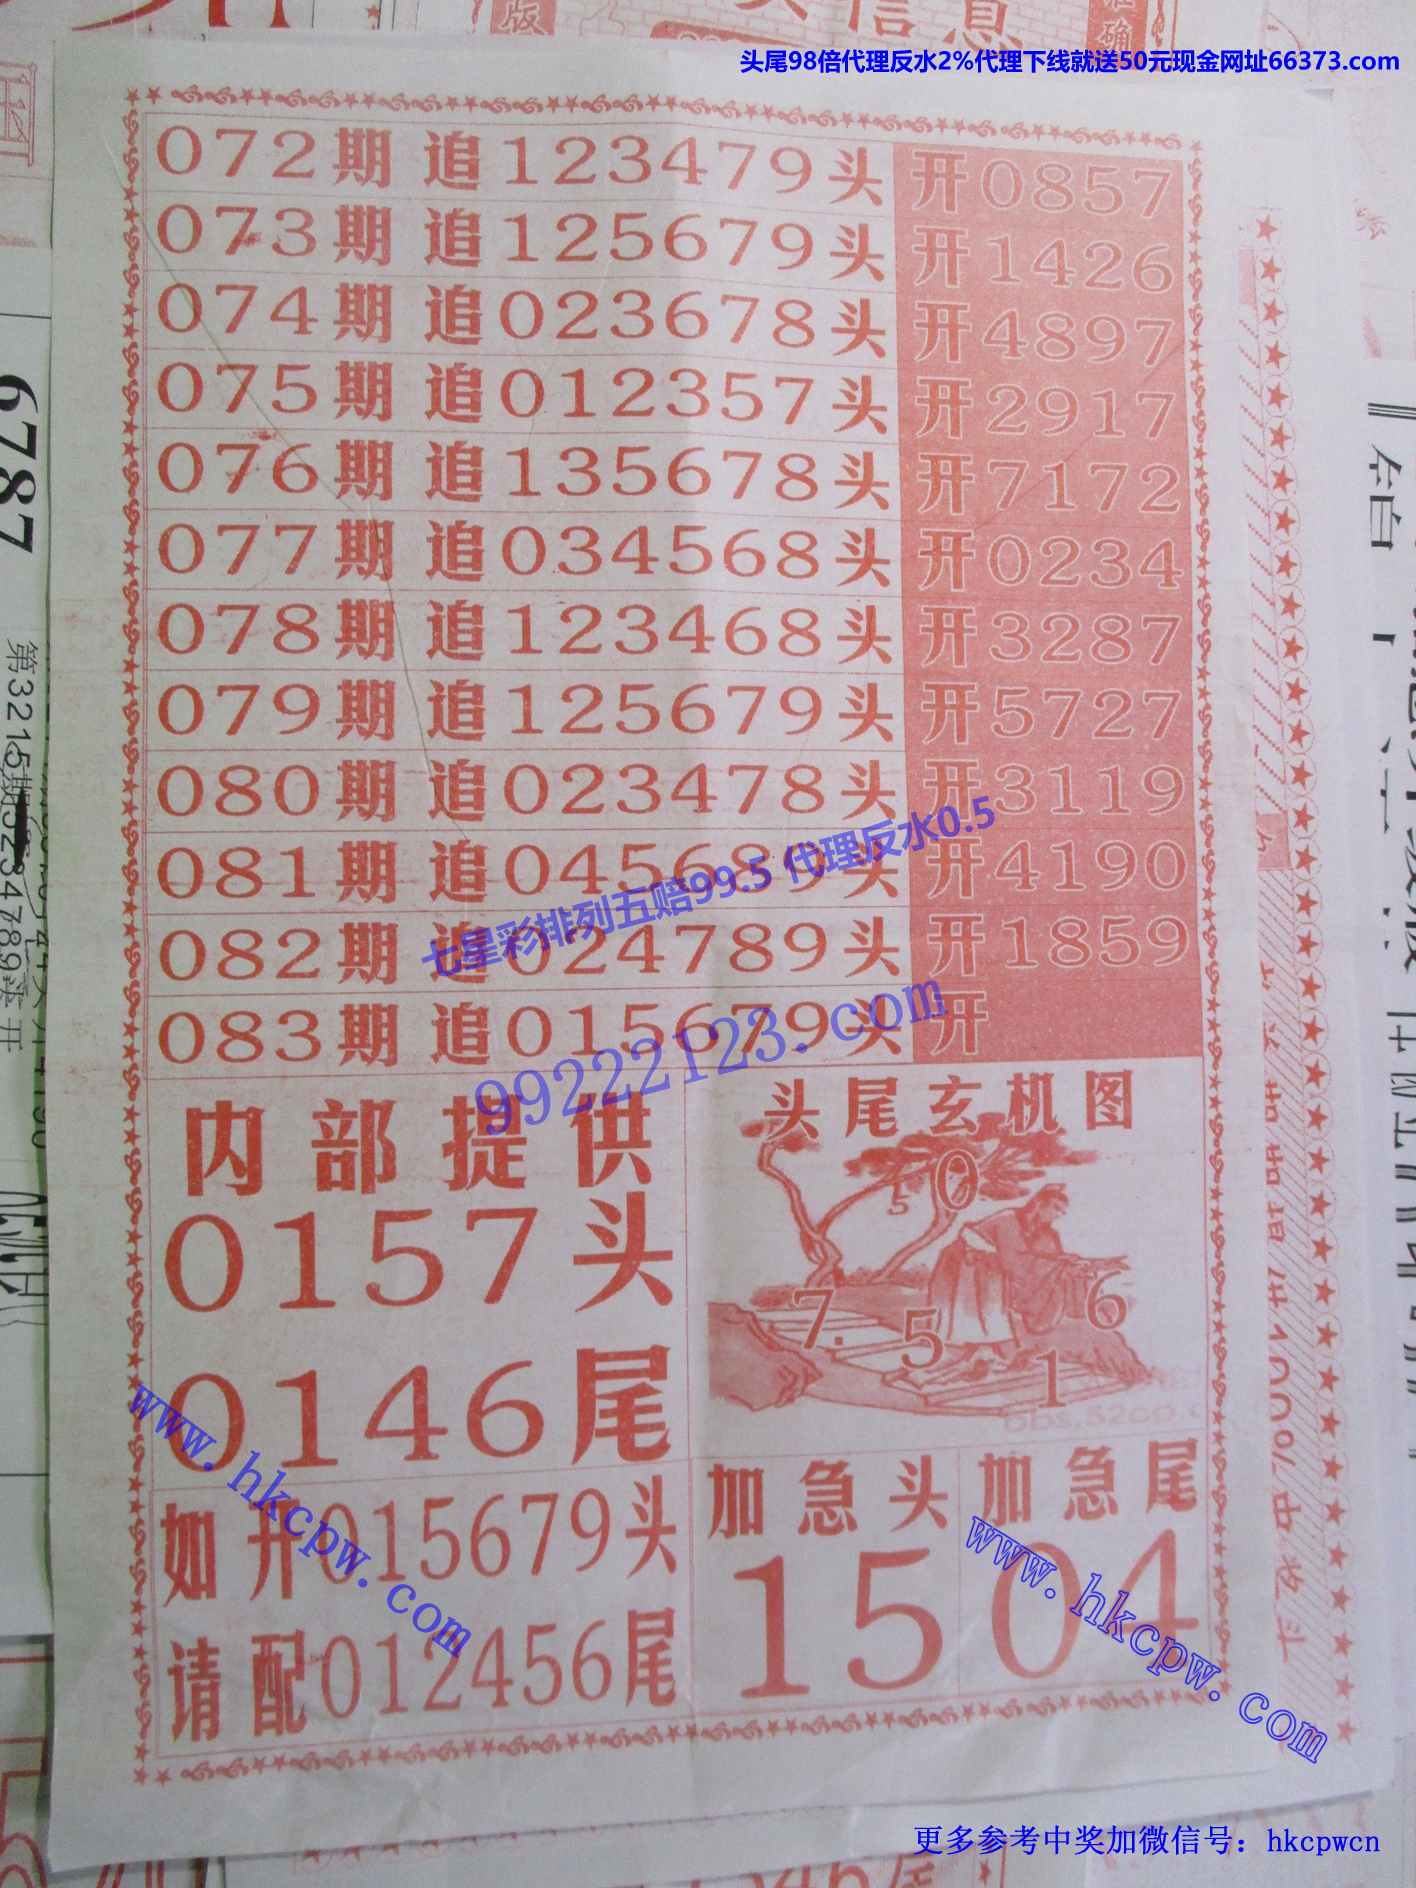 头尾98倍代理反水2%代理下线就送50元现金网址66373.com
072期 追123479头 开0857
073期 追125679头 开1426
074期 追023678头 开4897
075期 追012357头 开2917
076期 追135678头 开7172
077期 追034568头 开0234
078期 追123468头 开3287
079期 追125679头 开5727
080期 追023478头 开3119
081期 追045689头 开4190
082期 追024789头 开1859
083期 追015679头 开
七星彩排列五赔99.5 代理反水0.5
99222123.com
内部提供
0157头
0146尾
头尾玄机图
5 0
7. 5 1 6
如开015679头
请配012456尾
加急头
15
加急尾
04
www.hkcpw.com
www.hkcpw.com
6787
更多参考中奖加微信号：hkcpwcn